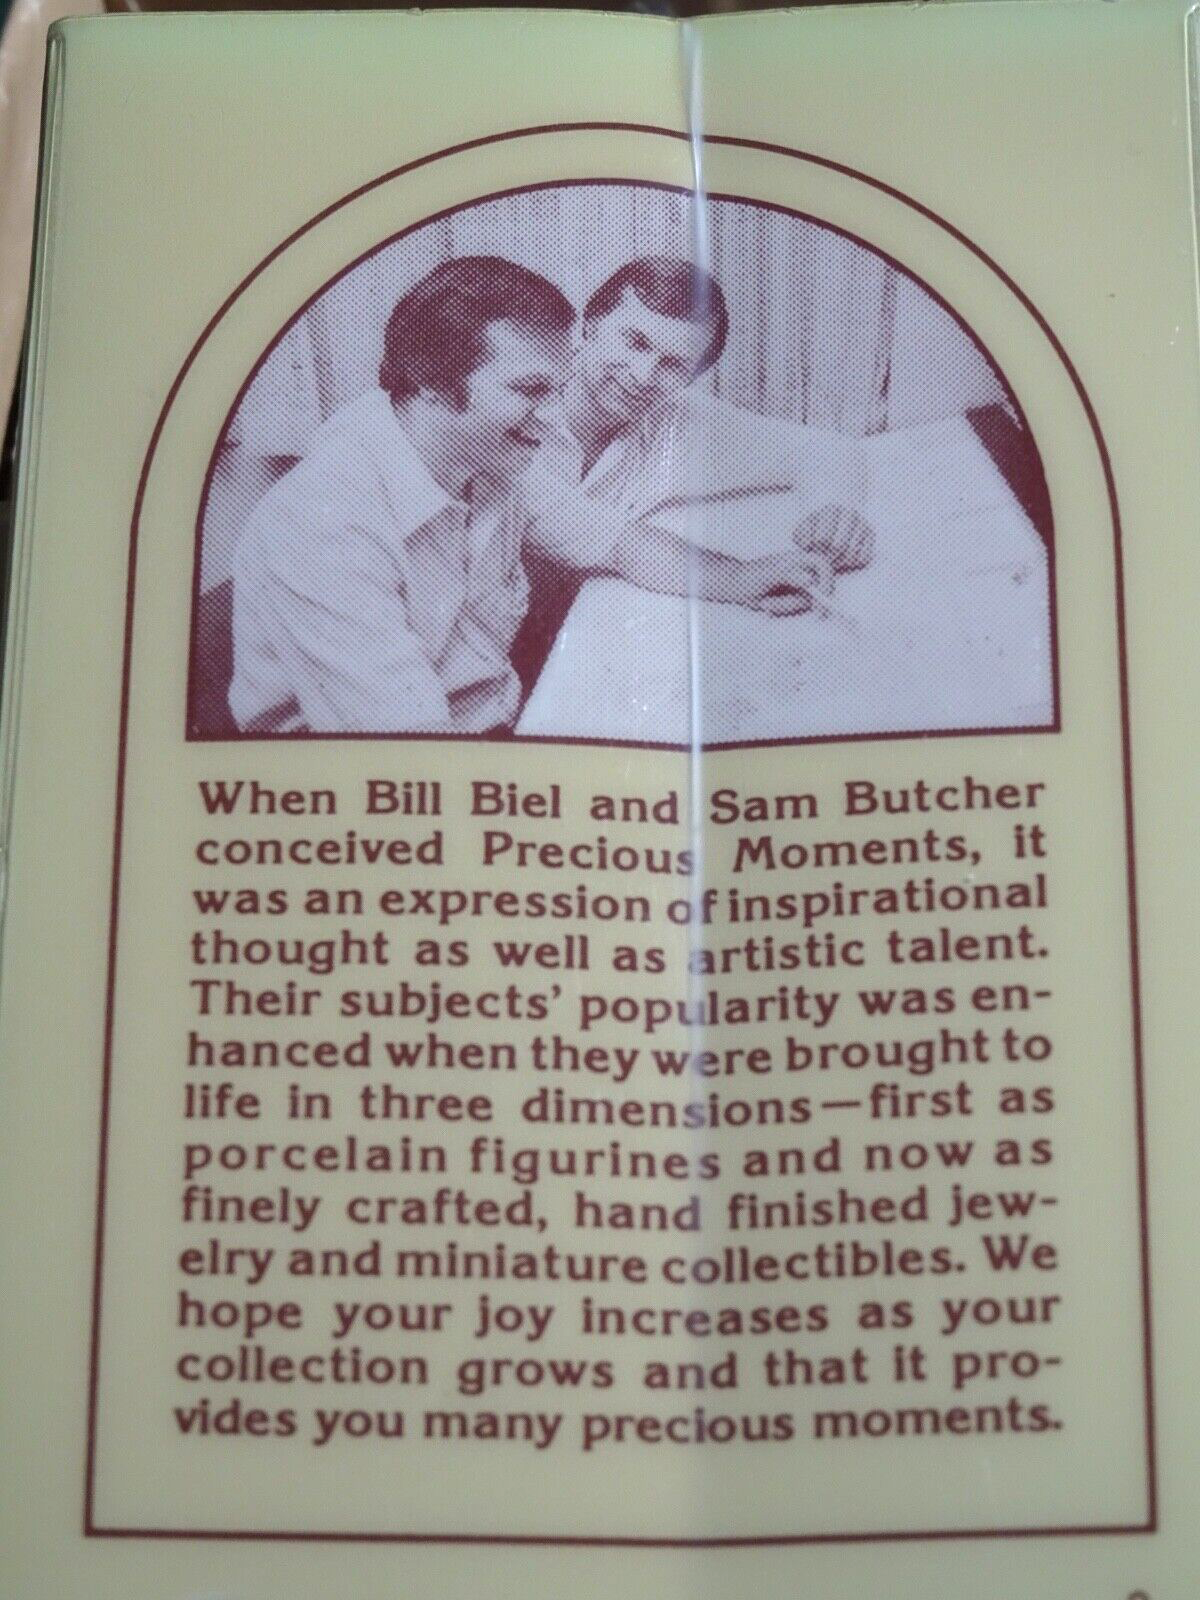 When Bill Biel and Sam Butcher
conceived Precious Moments, it
was an expression of inspirational
thought as well as artistic talent.
Their subjects' popularity was en-
hanced when they were brought to
life in three dimensions—first as
porcelain figurines and now as
finely crafted, hand finished jew-
elry and miniature collectibles. We
hope your joy increases as your
collection grows and that it pro-
vides you many precious moments.